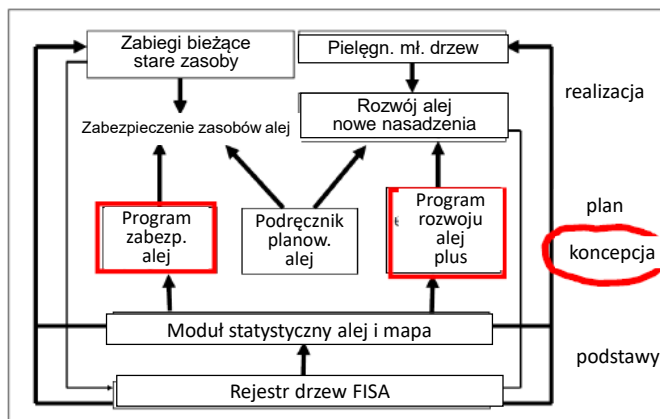 Zabiegi bieżące
stare zasoby
Pielęgn. mł. drzew
realizacja
Zabezpieczenie zasobów alej
Rozwój alej
nowe nasadzenia
Program
zabezp.
alej
Podręcznik
planow.
alej
Program
rozwoju
alej
plus
plan
koncepcja
Moduł statystyczny alej i mapa
podstawy
Rejestr drzew FISA